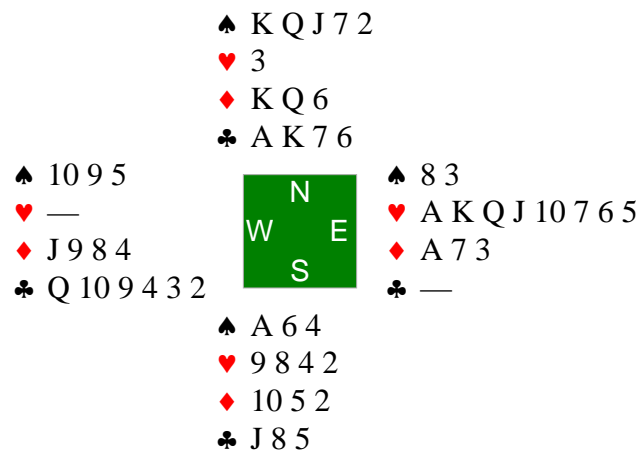 ♠ K Q J 7 2
♥ 3
♦ K Q 6
♣ A K 7 6
♠ 10 9 5
♥ —
♦ J 9 8 4
♣ Q 10 9 4 3 2
N
W E
S
♠ 8 3
♥ A K Q J 10 7 6 5
♦ A 7 3
♣ —
♠ A 6 4
♥ 9 8 4 2
♦ 10 5 2
♣ J 8 5